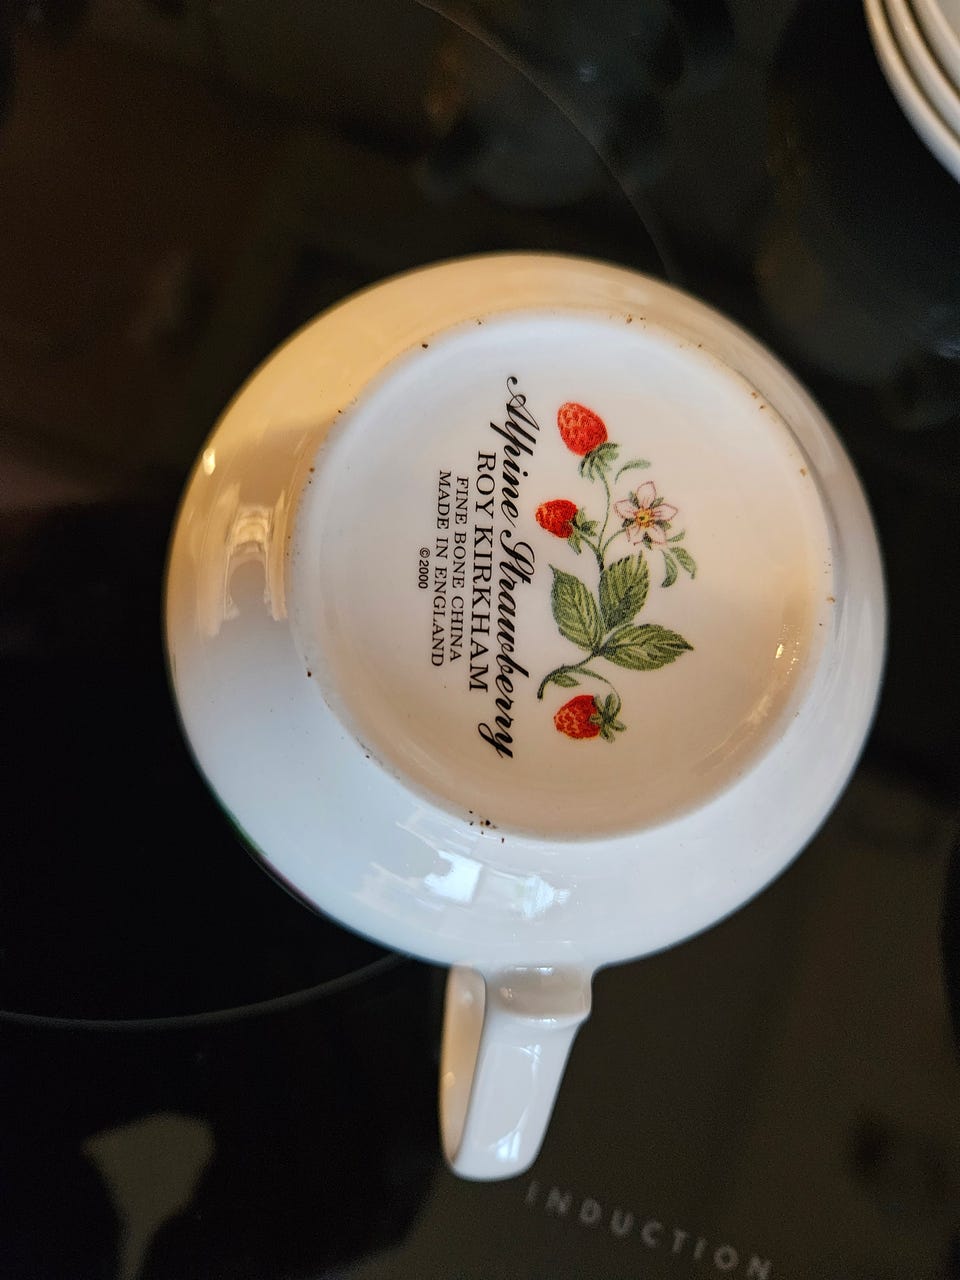 Alpine Strawberry
ROY KIRKHAM
FINE BONE CHINA
MADE IN ENGLAND
©2000
INDUCTION